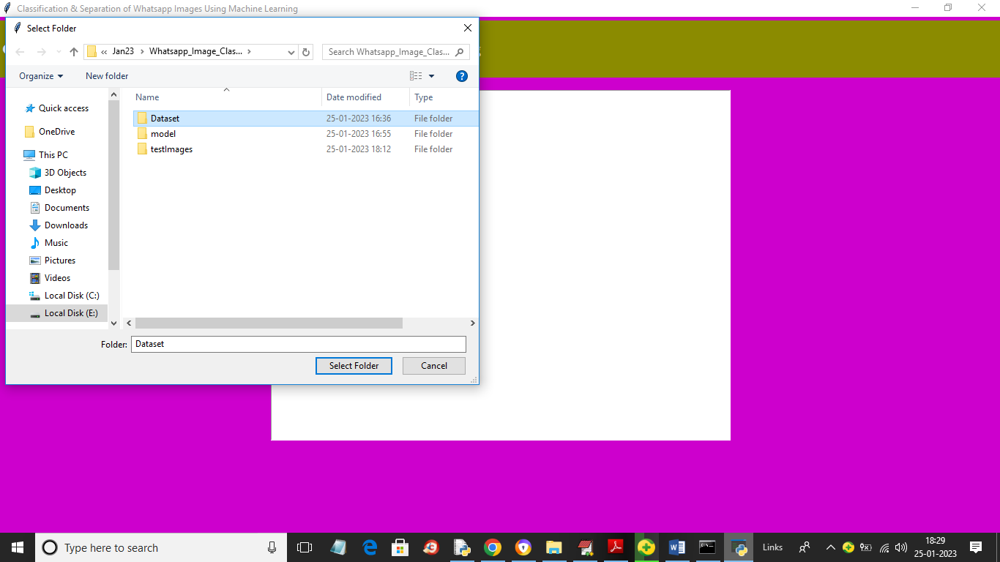 Classification & Separation of Whatsapp Images Using Machine Learning
Select Folder
« Jan23 › Whatsapp_Image_Clas... ›
Search Whatsapp_Image_Clas...
Organize
New folder
Name Date modified Type
Quick access
OneDrive
This PC
3D Objects
Desktop
Documents
Downloads
Music
Pictures
Videos
Local Disk (C:)
Local Disk (E:)
Dataset 25-01-2023 16:36 File folder
model 25-01-2023 16:55 File folder
testImages 25-01-2023 18:12 File folder
Folder: Dataset
Select Folder Cancel
Type here to search
Links
18:29
25-01-2023